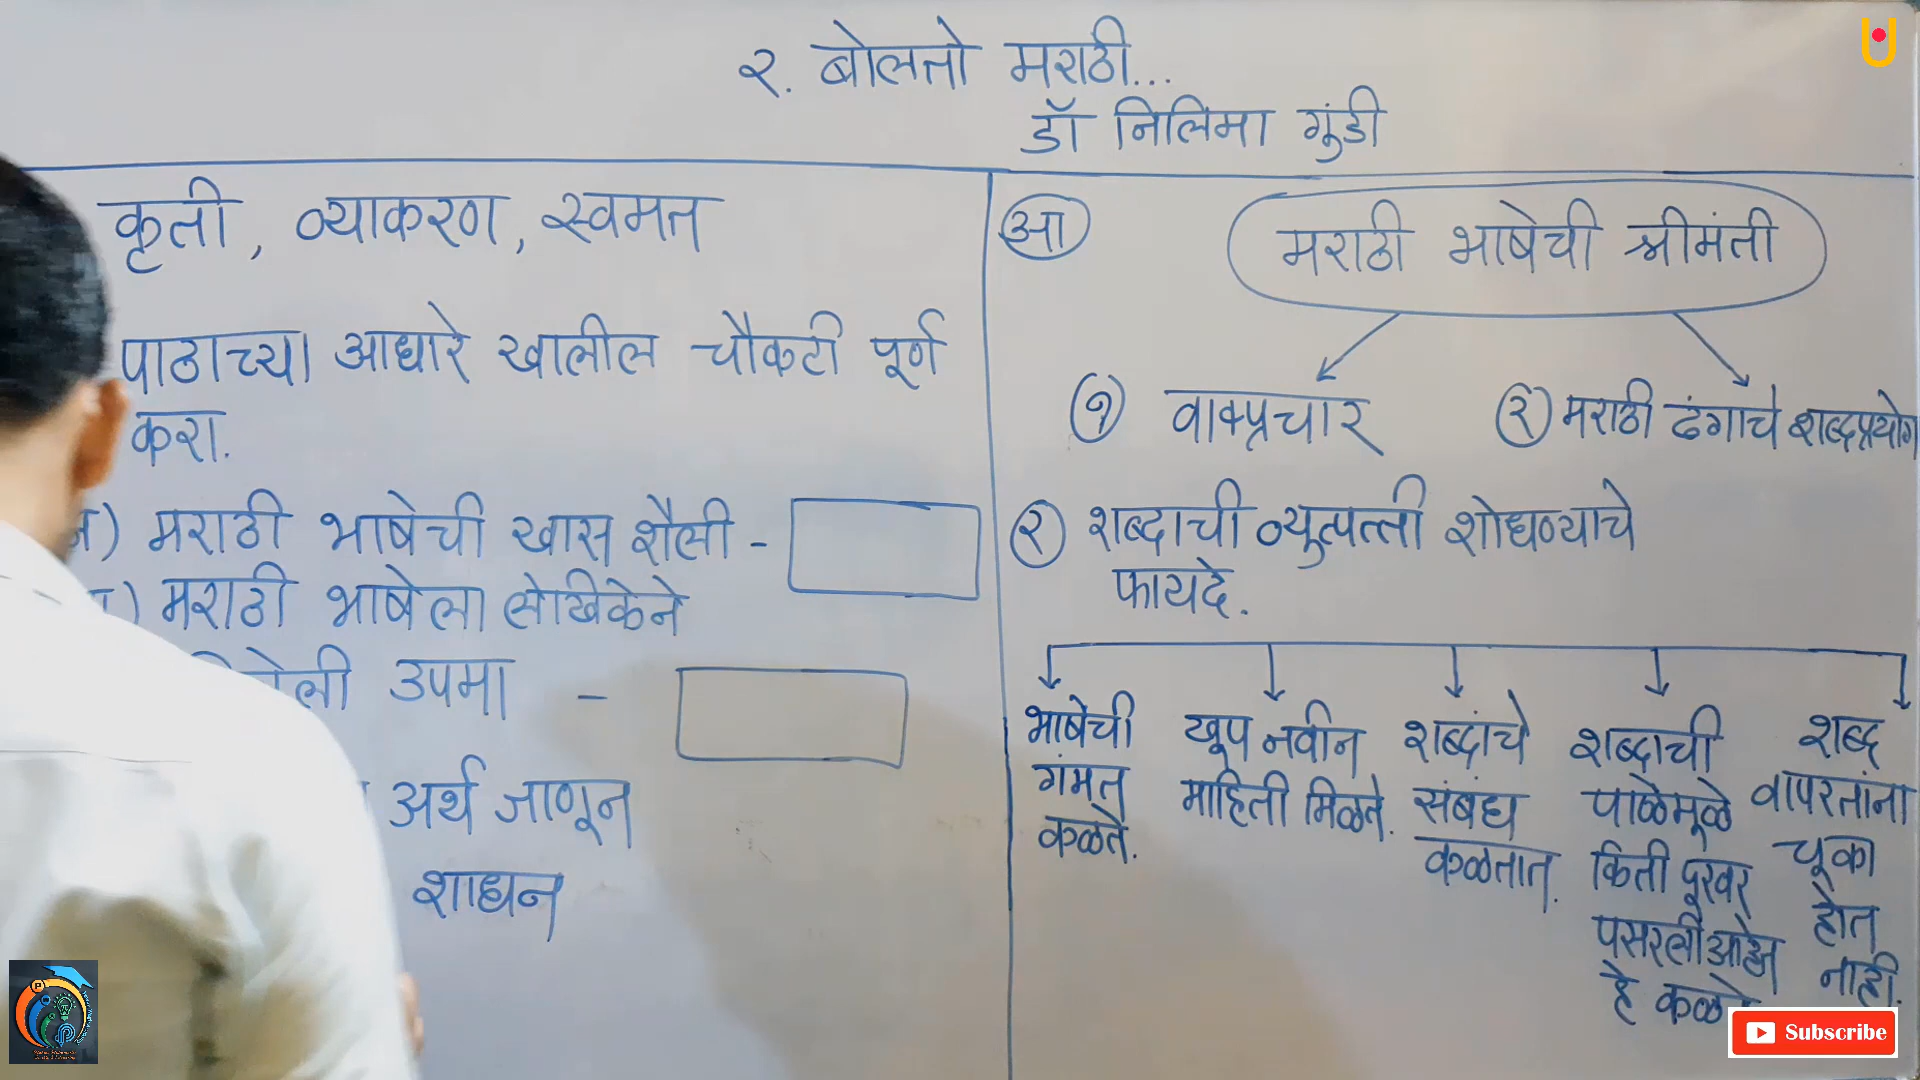 २. बोलतो मराठी...
डॉ निलिमा गुंडी
कृती, व्याकरण, स्वमत
पाठाच्या आधारे खालील चौकटी पूर्ण
करा.
मराठी भाषेची खास शैली -
मराठी भाषेला लेखिकेने
उपमा -
अर्थ जाणून
शाधन
आ
मराठी भाषेची श्रीमंती
१ वाक्प्रचार
२ मराठी ढंगाचे शब्दप्रयोग
२ शब्दाची व्युत्पत्ती शोधण्याचे
फायदे.
भाषेची
गंमत
कळते.
खूप नवीन
माहिती मिळते.
शब्दांचे
संबंध
कळतात.
शब्दाची
पाळेमूळे
किती दूरवर
पसरली आहेत
हे
शब्द
वापरतांना
चूका
होत
नाही.
Subscribe